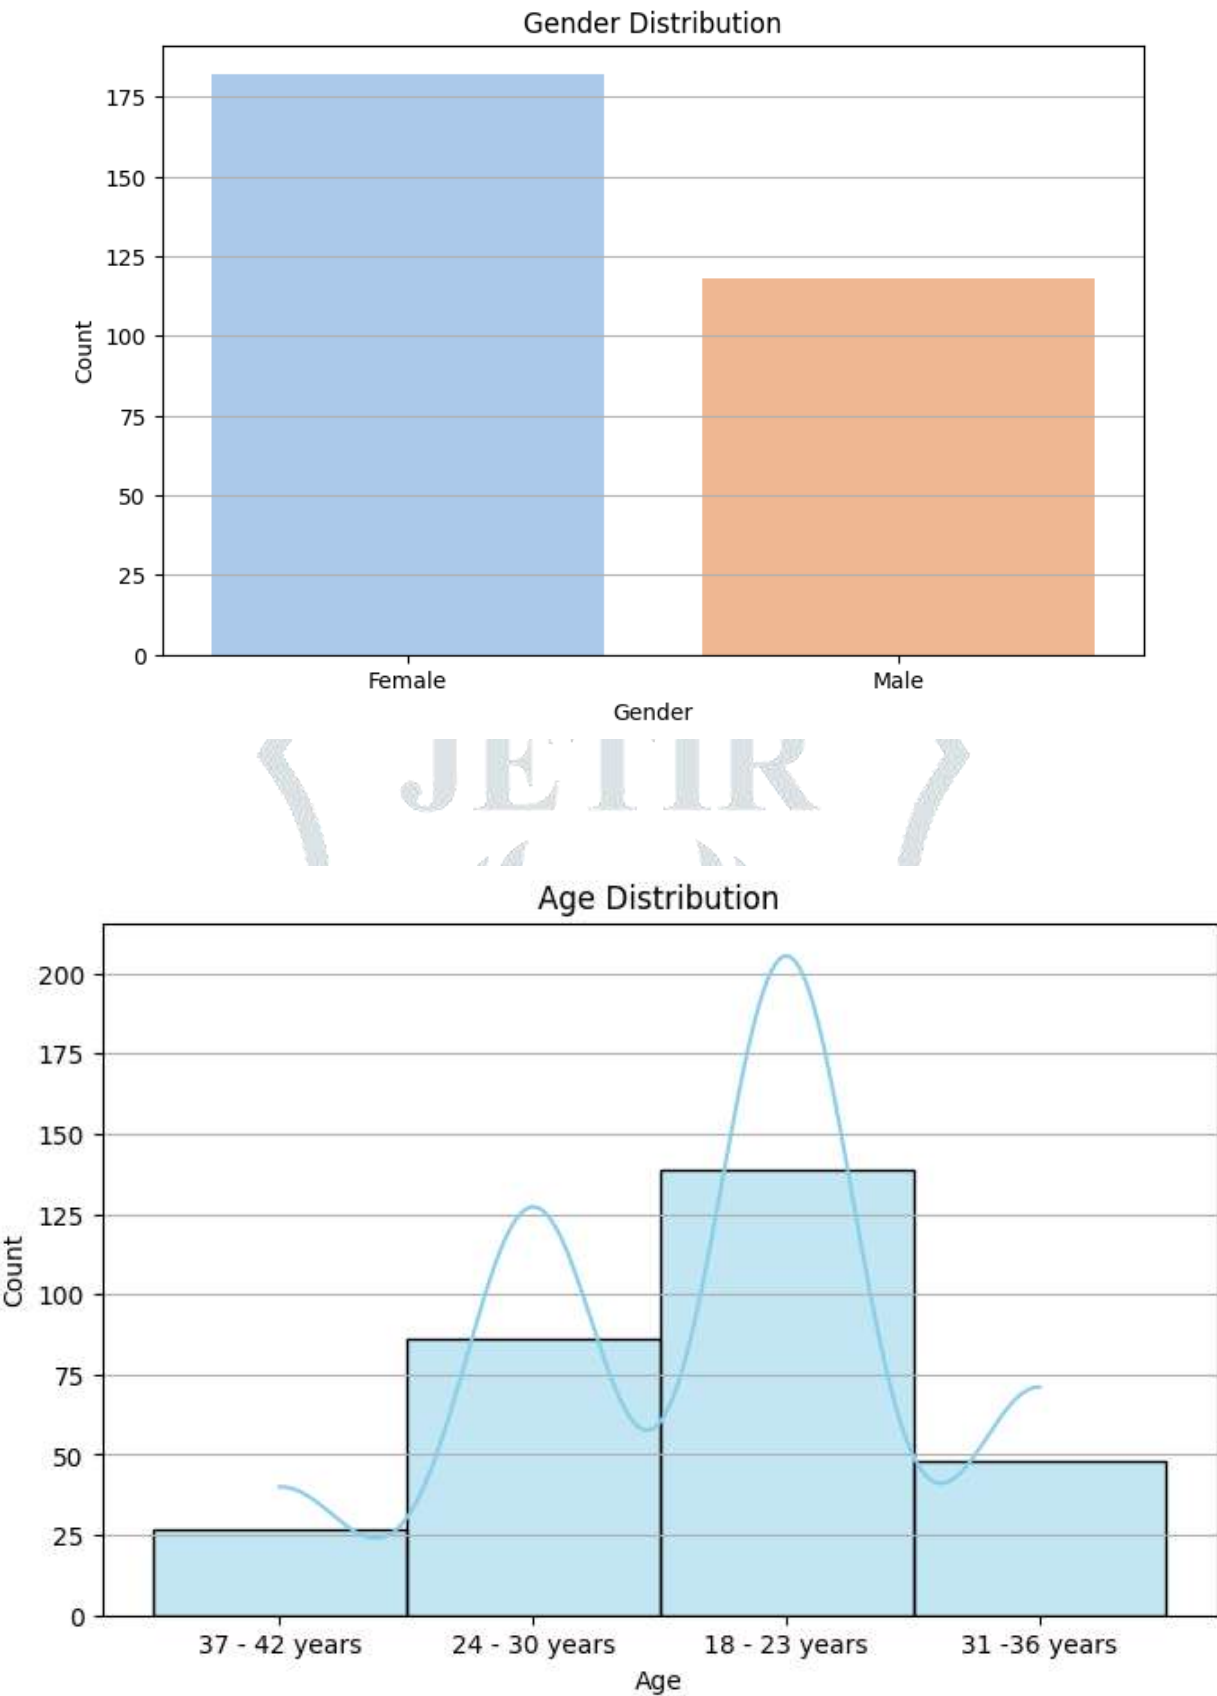 Gender Distribution
175
150
125
100
75
50
25
0
Count
Female Male
Gender
JETIR
Age Distribution
200
175
150
125
100
75
50
25
0
Count
37 - 42 years 24 - 30 years 18 - 23 years 31 -36 years
Age